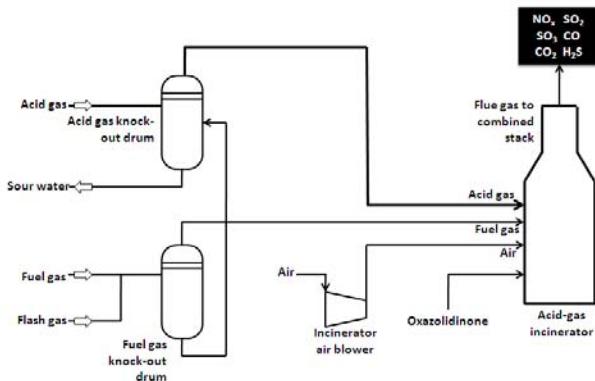 NOₓ SO₂
SO₃ CO
CO₂ H₂S
Acid gas
Acid gas knock-
out drum
Flue gas to
combined
stack
Sour water
Acid gas
Fuel gas
Air
Fuel gas
Air
Flash gas
Oxazolidinone
Incinerator
air blower
Acid-gas
incinerator
Fuel gas
knock-out
drum